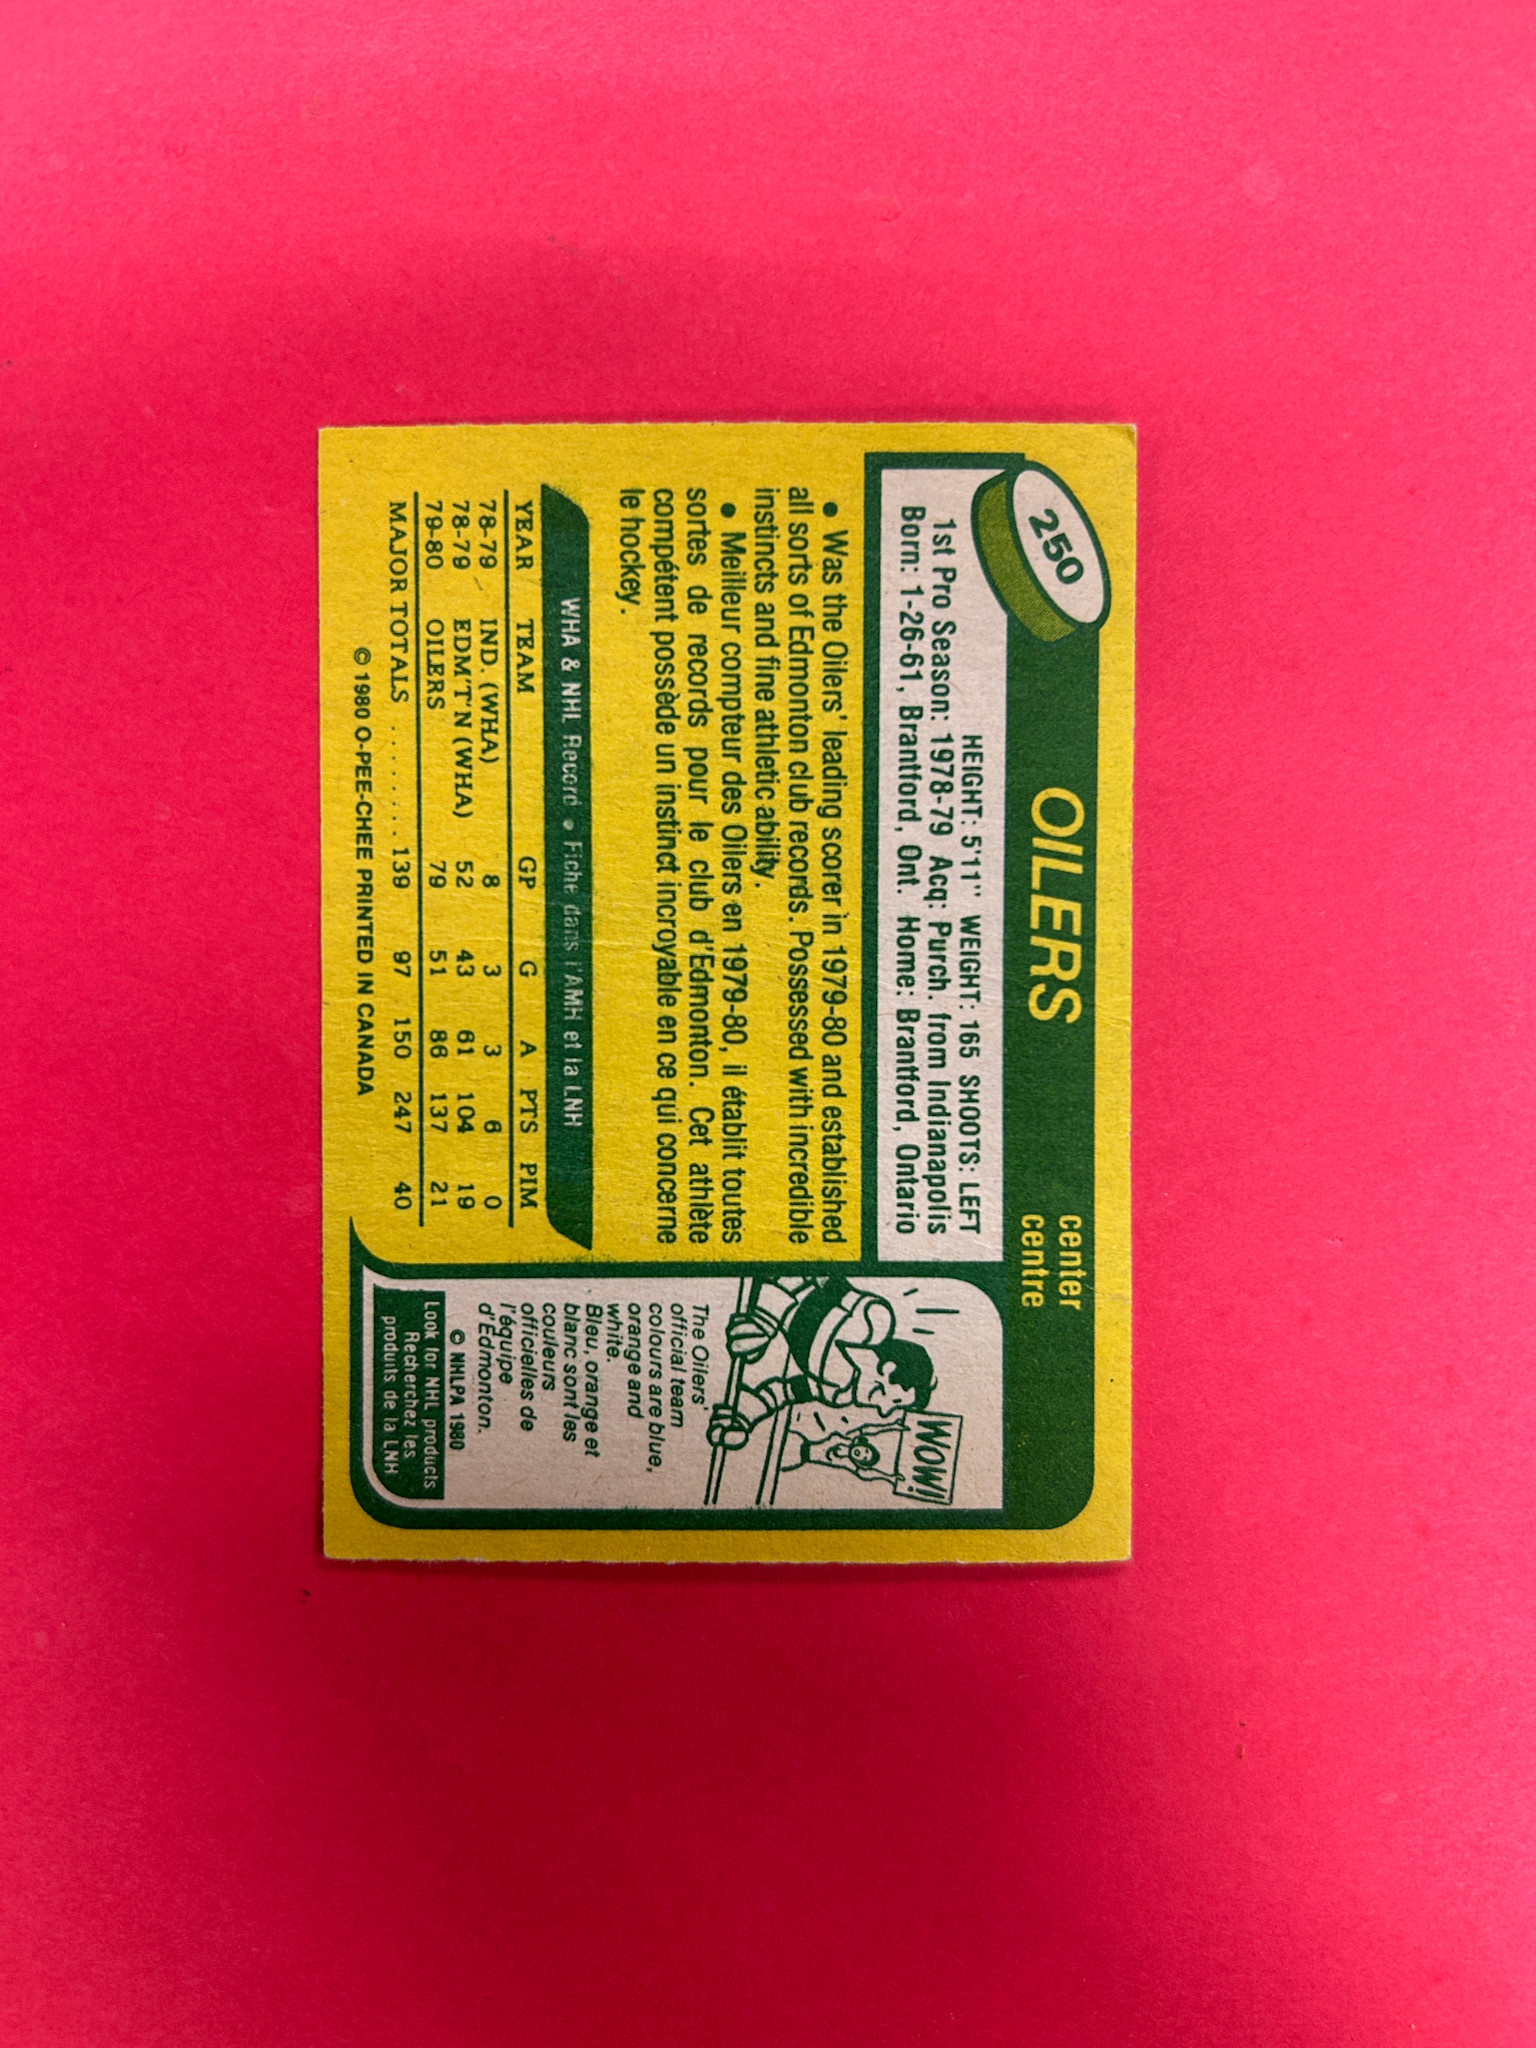 250
OILERS
center
centre
HEIGHT: 5'11" WEIGHT: 165 SHOOTS: LEFT
1st Pro Season: 1978-79 Acq: Purch. from Indianapolis
Born: 1-26-61, Brantford, Ont. Home: Brantford, Ontario
• Was the Oilers' leading scorer in 1979-80 and established
all sorts of Edmonton club records. Possessed with incredible
instincts and fine athletic ability.
• Meilleur compteur des Oilers en 1979-80, il établit toutes
sortes de records pour le club d'Edmonton. Cet athlète
compétent possède un instinct incroyable en ce qui concerne
le hockey.
WHA & NHL Record • Fiche dans l'AMH et la LNH
YEAR TEAM GP G A PTS PIM
78-79 IND. (WHA) 8 3 3 6 0
78-79 EDM'T'N (WHA) 52 43 61 104 19
79-80 OILERS 79 51 86 137 21
MAJOR TOTALS ........ 139 97 150 247 40
© 1980 O-PEE-CHEE PRINTED IN CANADA
WOW!
The Oilers'
official team
colours are blue,
orange and
white.
Bleu, orange et
blanc sont les
couleurs
officielles de
l'équipe
d'Edmonton.
© NHLPA 1980
Look for NHL products
Recherchez les
produits de la LNH